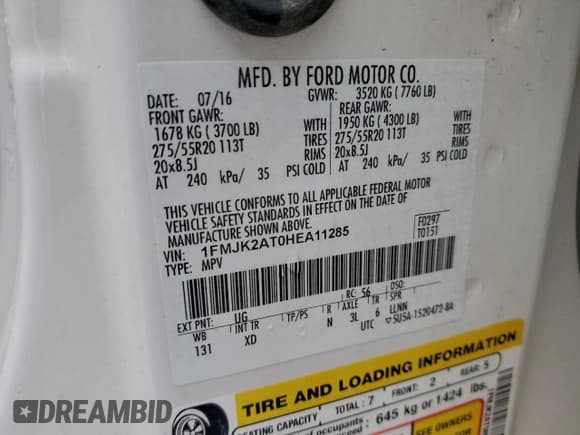 MFD. BY FORD MOTOR CO.
DATE: 07/16 GVWR: 3520 KG ( 7760 LB)
FRONT GAWR: REAR GAWR:
1678 KG ( 3700 LB) WITH 1950 KG ( 4300 LB) WITH
275/55R20 113T TIRES 275/55R20 113T TIRES
20x8.5J RIMS 20x8.5J RIMS
AT 240 kPa/ 35 PSI COLD AT 240 kPa/ 35 PSI COLD
THIS VEHICLE CONFORMS TO ALL APPLICABLE FEDERAL MOTOR
VEHICLE SAFETY STANDARDS IN EFFECT ON THE DATE OF
MANUFACTURE SHOWN ABOVE.
VIN: 1FMJK2AT0HEA11285 F0297
TYPE: MPV T0151
EXT PNT: UG RC: 56 DSO:
WB INT TR TP/PS R AXLE TR SPR
131 XD N 3L 6 LLNN
UTC 5U5A-1520472-BA
TIRE AND LOADING INFORMATION
SEATING CAPACITY TOTAL: 7 FRONT: 2 REAR: 5
occupants 645 kg or 1424 lbs.
SEE OWNERS
DREAMBID